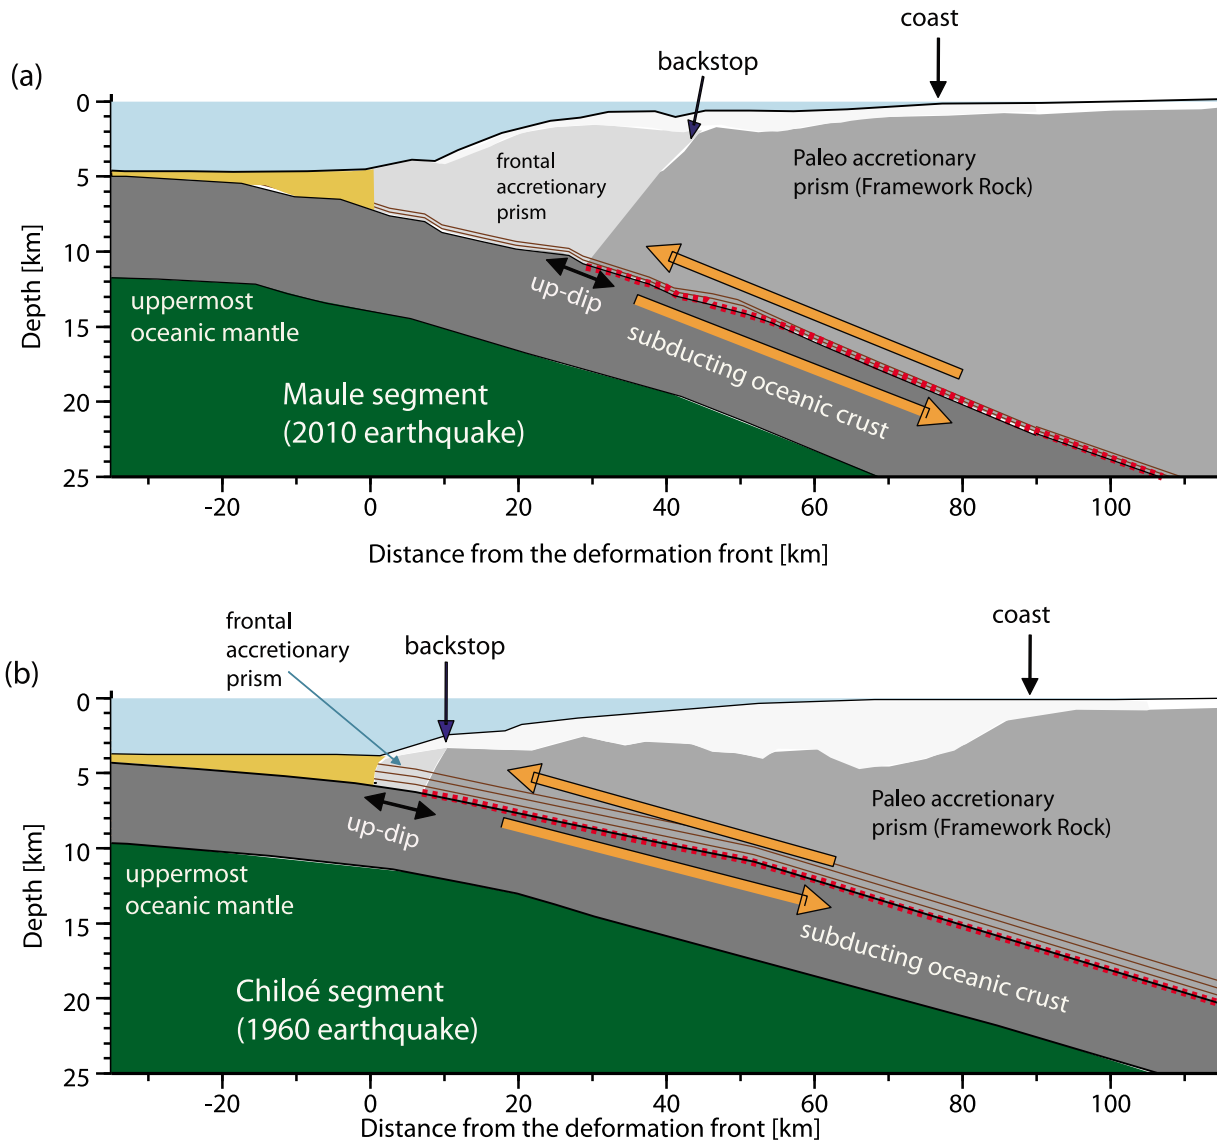 coast
(a)
backstop
0
5
10
15
20
25
Depth [km]
frontal
accretionary
prism
Paleo accretionary
prism (Framework Rock)
up-dip
uppermost
oceanic mantle
subducting oceanic crust
Maule segment
(2010 earthquake)
-20 0 20 40 60 80 100
Distance from the deformation front [km]
frontal
accretionary
prism
backstop
coast
(b)
0
5
10
15
20
25
Depth [km]
up-dip
Paleo accretionary
prism (Framework Rock)
uppermost
oceanic mantle
subducting oceanic crust
Chiloé segment
(1960 earthquake)
-20 0 20 40 60 80 100
Distance from the deformation front [km]